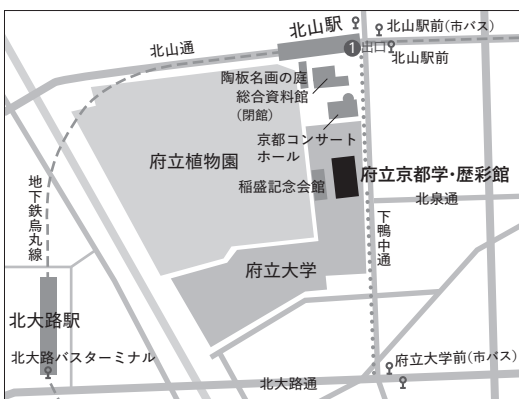 北山駅
北山駅前(市バス)
北山通
1出口
北山駅前
陶板名画の庭
総合資料館
(閉館)
京都コンサート
ホール
府立植物園
府立京都学・歴彩館
稲盛記念会館
北泉通
地下鉄烏丸線
下鴨中通
府立大学
北大路駅
北大路バスターミナル
府立大学前(市バス)
北大路通